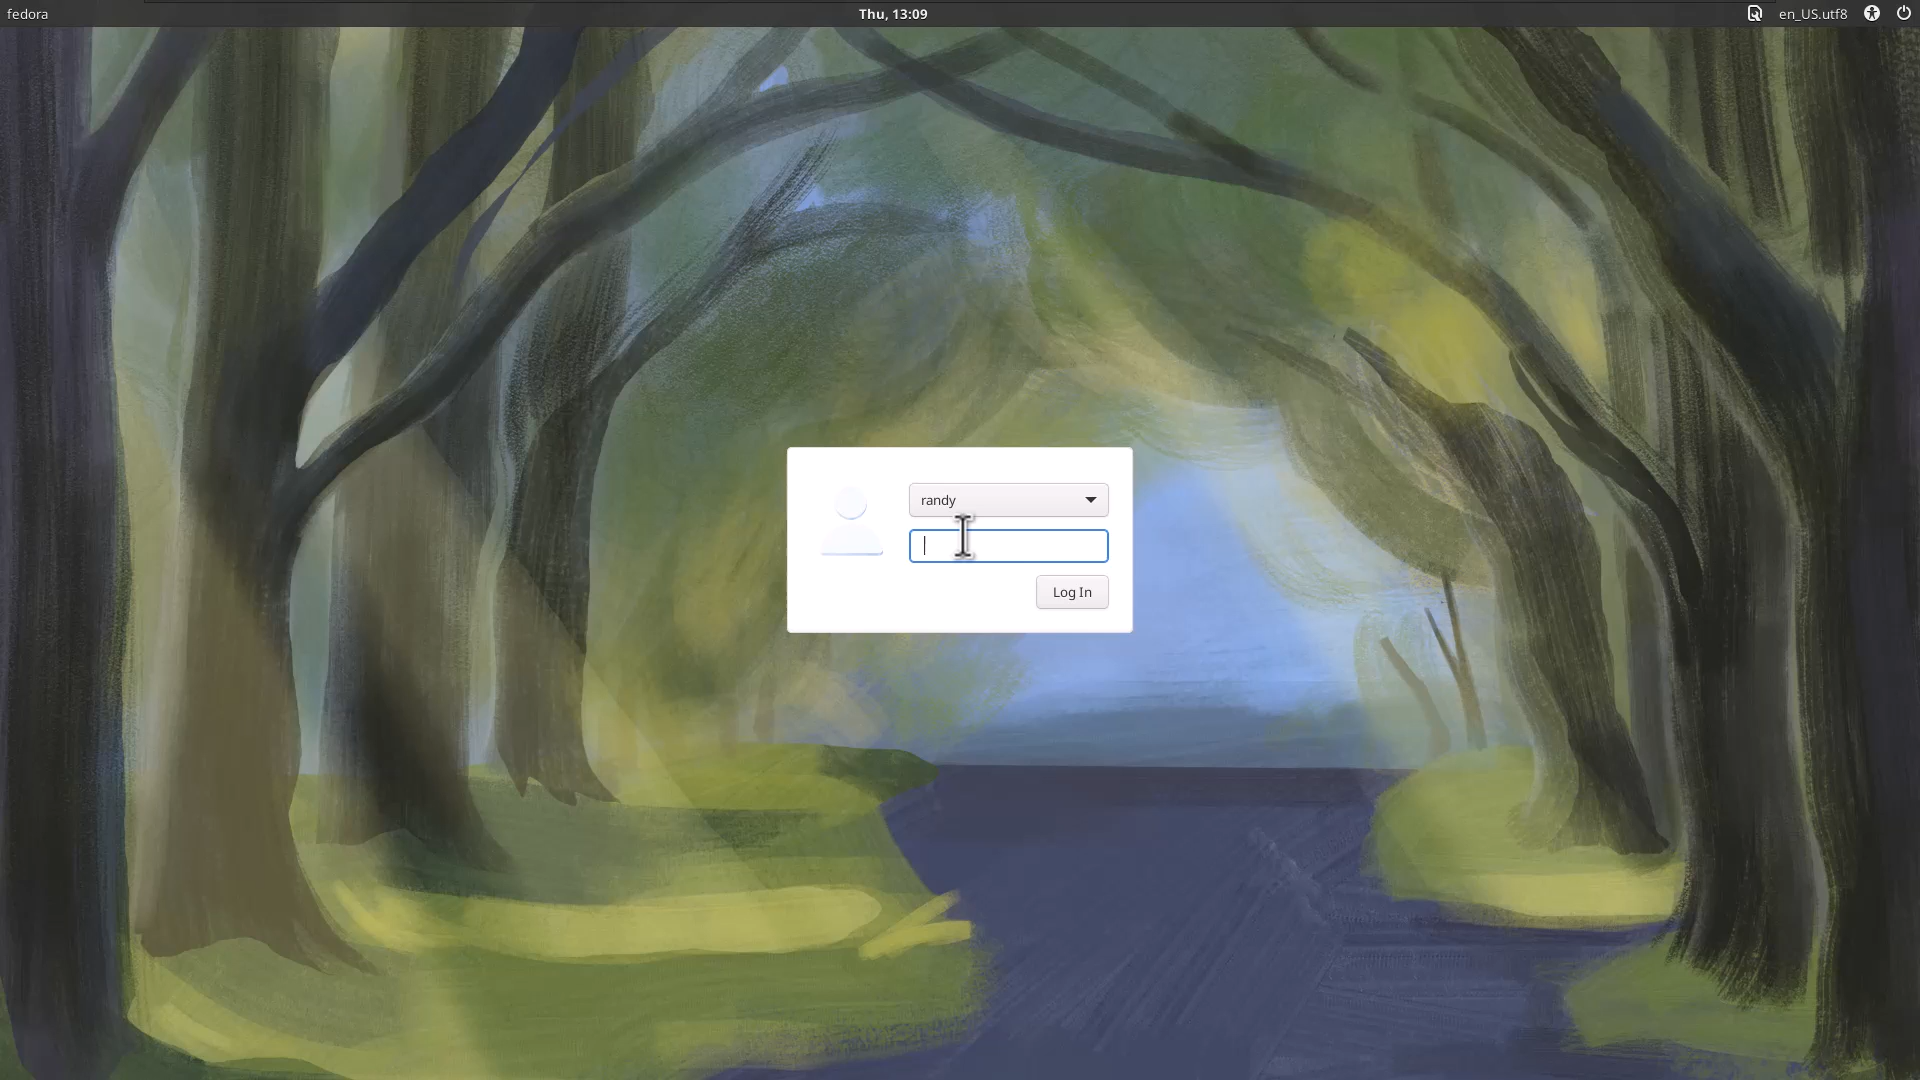 fedora
Thu, 13:09
en_US.utf8
randy
Log In